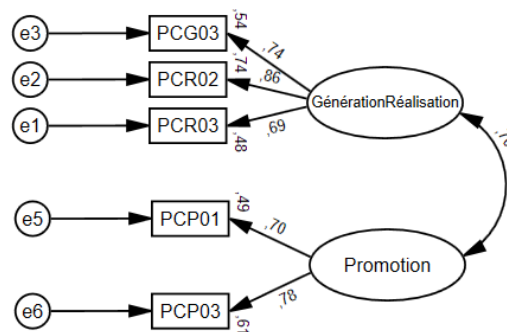 ,54
e3
PCG03
,74
,74
e2
PCR02
,86
GénérationRéalisation
e1
PCR03
,69
,48
,49
e5
PCP01
,70
Promotion
,78
e6
PCP03
,61